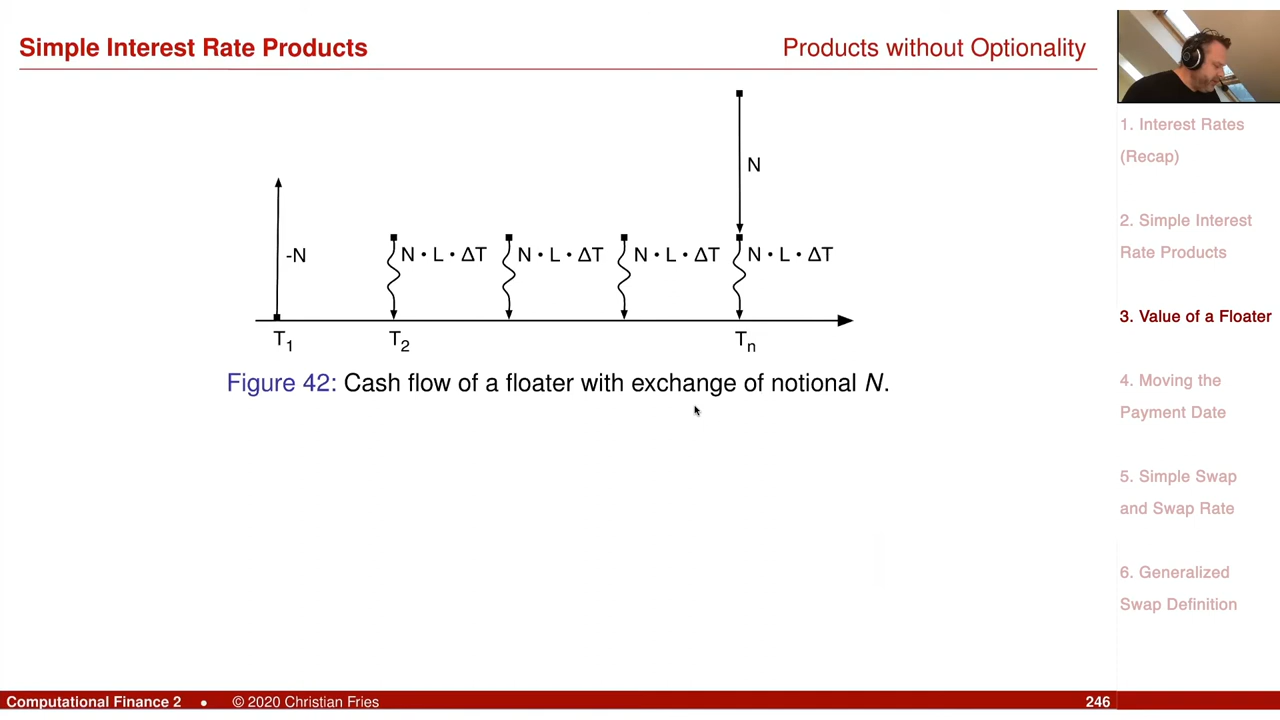 Simple Interest Rate Products
Products without Optionality
N
-N
N • L • ΔT
N • L • ΔT
N • L • ΔT
N • L • ΔT
T1
T2
Tn
Figure 42: Cash flow of a floater with exchange of notional N.
1. Interest Rates
(Recap)
2. Simple Interest
Rate Products
3. Value of a Floater
4. Moving the
Payment Date
5. Simple Swap
and Swap Rate
6. Generalized
Swap Definition
Computational Finance 2 • © 2020 Christian Fries
246